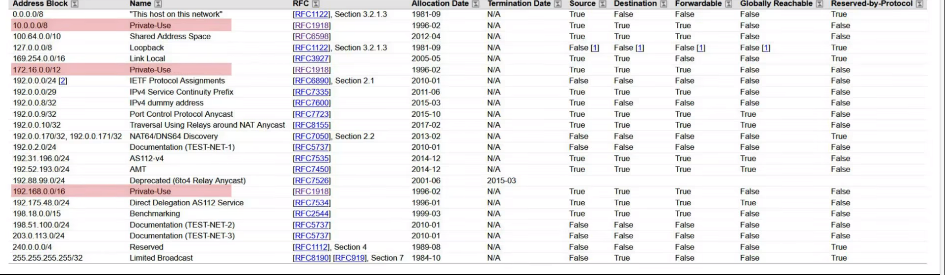 Address Block Name RFC Allocation Date Termination Date Source Destination Forwardable Globally Reachable Reserved-by-Protocol
0.0.0.0/8 "This host on this network" [RFC1122], Section 3.2.1.3 1981-09 N/A True False False False True
10.0.0.0/8 Private-Use [RFC1918] 1996-02 N/A True True True False False
100.64.0.0/10 Shared Address Space [RFC6598] 2012-04 N/A True True True False False
127.0.0.0/8 Loopback [RFC1122], Section 3.2.1.3 1981-09 N/A False [1] False [1] False [1] False [1] True
169.254.0.0/16 Link Local [RFC3927] 2005-05 N/A True True False False True
172.16.0.0/12 Private-Use [RFC1918] 1996-02 N/A True True True False False
192.0.0.0/24 [2] IETF Protocol Assignments [RFC6890], Section 2.1 2010-01 N/A False False False False False
192.0.0.0/29 IPv4 Service Continuity Prefix [RFC7335] 2011-06 N/A True True True False False
192.0.0.8/32 IPv4 dummy address [RFC7600] 2015-03 N/A True False False False False
192.0.0.9/32 Port Control Protocol Anycast [RFC7723] 2015-10 N/A True True True True False
192.0.0.10/32 Traversal Using Relays around NAT Anycast [RFC8155] 2017-02 N/A True True True True False
192.0.0.170/32, 192.0.0.171/32 NAT64/DNS64 Discovery [RFC7050], Section 2.2 2013-02 N/A False False False False True
192.0.2.0/24 Documentation (TEST-NET-1) [RFC5737] 2010-01 N/A False False False False False
192.31.196.0/24 AS112-v4 [RFC7535] 2014-12 N/A True True True True False
192.52.193.0/24 AMT [RFC7450] 2014-12 N/A True True True True False
192.88.99.0/24 Deprecated (6to4 Relay Anycast) [RFC7526] 2001-06 2015-03
192.168.0.0/16 Private-Use [RFC1918] 1996-02 N/A True True True False False
192.175.48.0/24 Direct Delegation AS112 Service [RFC7534] 1996-01 N/A True True True True False
198.18.0.0/15 Benchmarking [RFC2544] 1999-03 N/A True True True False False
198.51.100.0/24 Documentation (TEST-NET-2) [RFC5737] 2010-01 N/A False False False False False
203.0.113.0/24 Documentation (TEST-NET-3) [RFC5737] 2010-01 N/A False False False False False
240.0.0.0/4 Reserved [RFC1112], Section 4 1989-08 N/A False False False False True
255.255.255.255/32 Limited Broadcast [RFC8190] [RFC919], Section 7 1984-10 N/A False True False False True